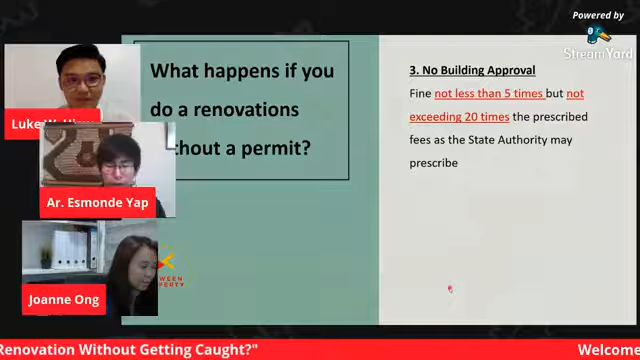 Powered by
StreamYard
What happens if you
do a renovations
thout a permit?
3. No Building Approval
Fine not less than 5 times but not
exceeding 20 times the prescribed
fees as the State Authority may
prescribe
Luke
Ar. Esmonde Yap
Joanne Ong
Renovation Without Getting Caught?"
Welcome